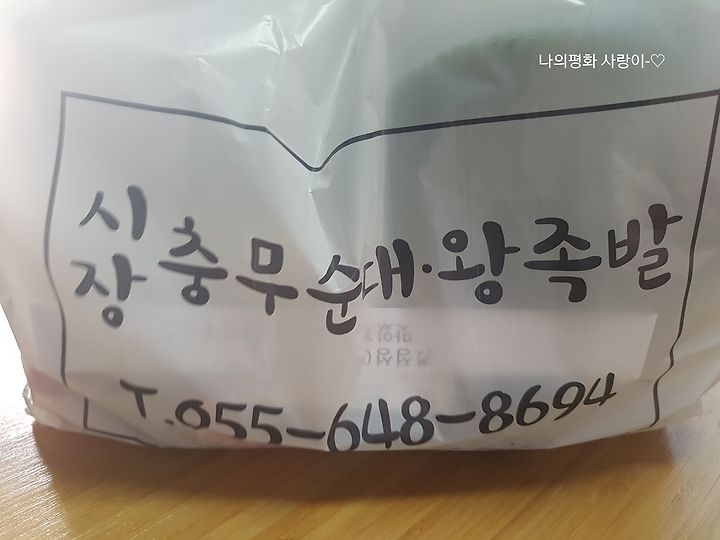 나의평화 사랑이-♡
시장 충무순대·왕족발
T.055-648-8694